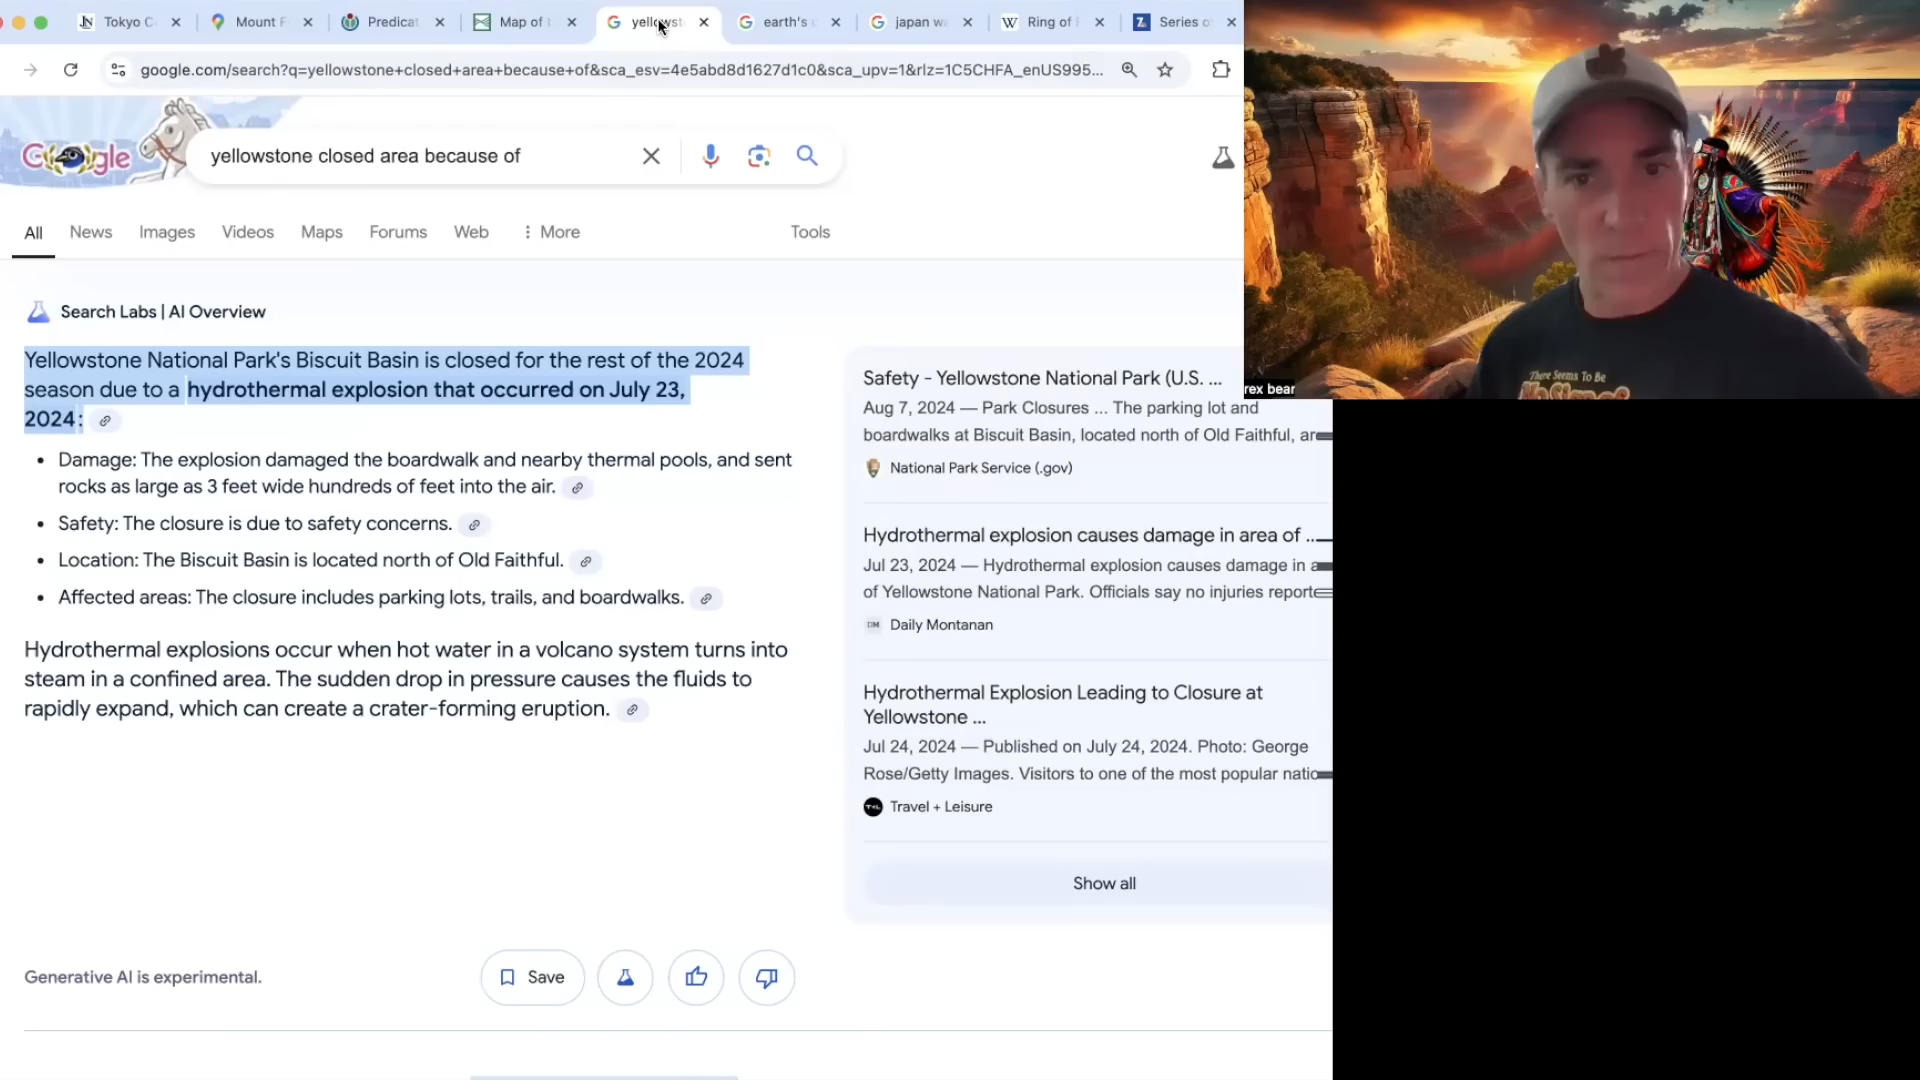 Tokyo C
Mount F
Predicat
Map of t
yellowst
earth's
japan wa
Ring of
Series o
google.com/search?q=yellowstone+closed+area+because+of&sca_esv=4e5abd8d1627d1c0&sca_upv=1&rlz=1C5CHFA_enUS995...
Google
yellowstone closed area because of
All
News
Images
Videos
Maps
Forums
Web
More
Tools
Search Labs | AI Overview
Yellowstone National Park's Biscuit Basin is closed for the rest of the 2024
season due to a hydrothermal explosion that occurred on July 23,
2024:
• Damage: The explosion damaged the boardwalk and nearby thermal pools, and sent
rocks as large as 3 feet wide hundreds of feet into the air.
• Safety: The closure is due to safety concerns.
• Location: The Biscuit Basin is located north of Old Faithful.
• Affected areas: The closure includes parking lots, trails, and boardwalks.
Hydrothermal explosions occur when hot water in a volcano system turns into
steam in a confined area. The sudden drop in pressure causes the fluids to
rapidly expand, which can create a crater-forming eruption.
Safety - Yellowstone National Park (U.S. ...
Aug 7, 2024 — Park Closures ... The parking lot and
boardwalks at Biscuit Basin, located north of Old Faithful, ar
National Park Service (.gov)
Hydrothermal explosion causes damage in area of ...
Jul 23, 2024 — Hydrothermal explosion causes damage in a
of Yellowstone National Park. Officials say no injuries report
DM
Daily Montanan
Hydrothermal Explosion Leading to Closure at
Yellowstone ...
Jul 24, 2024 — Published on July 24, 2024. Photo: George
Rose/Getty Images. Visitors to one of the most popular natio
T+L
Travel + Leisure
Show all
Generative AI is experimental.
Save
rex bear
There Seems To Be
No Sign of